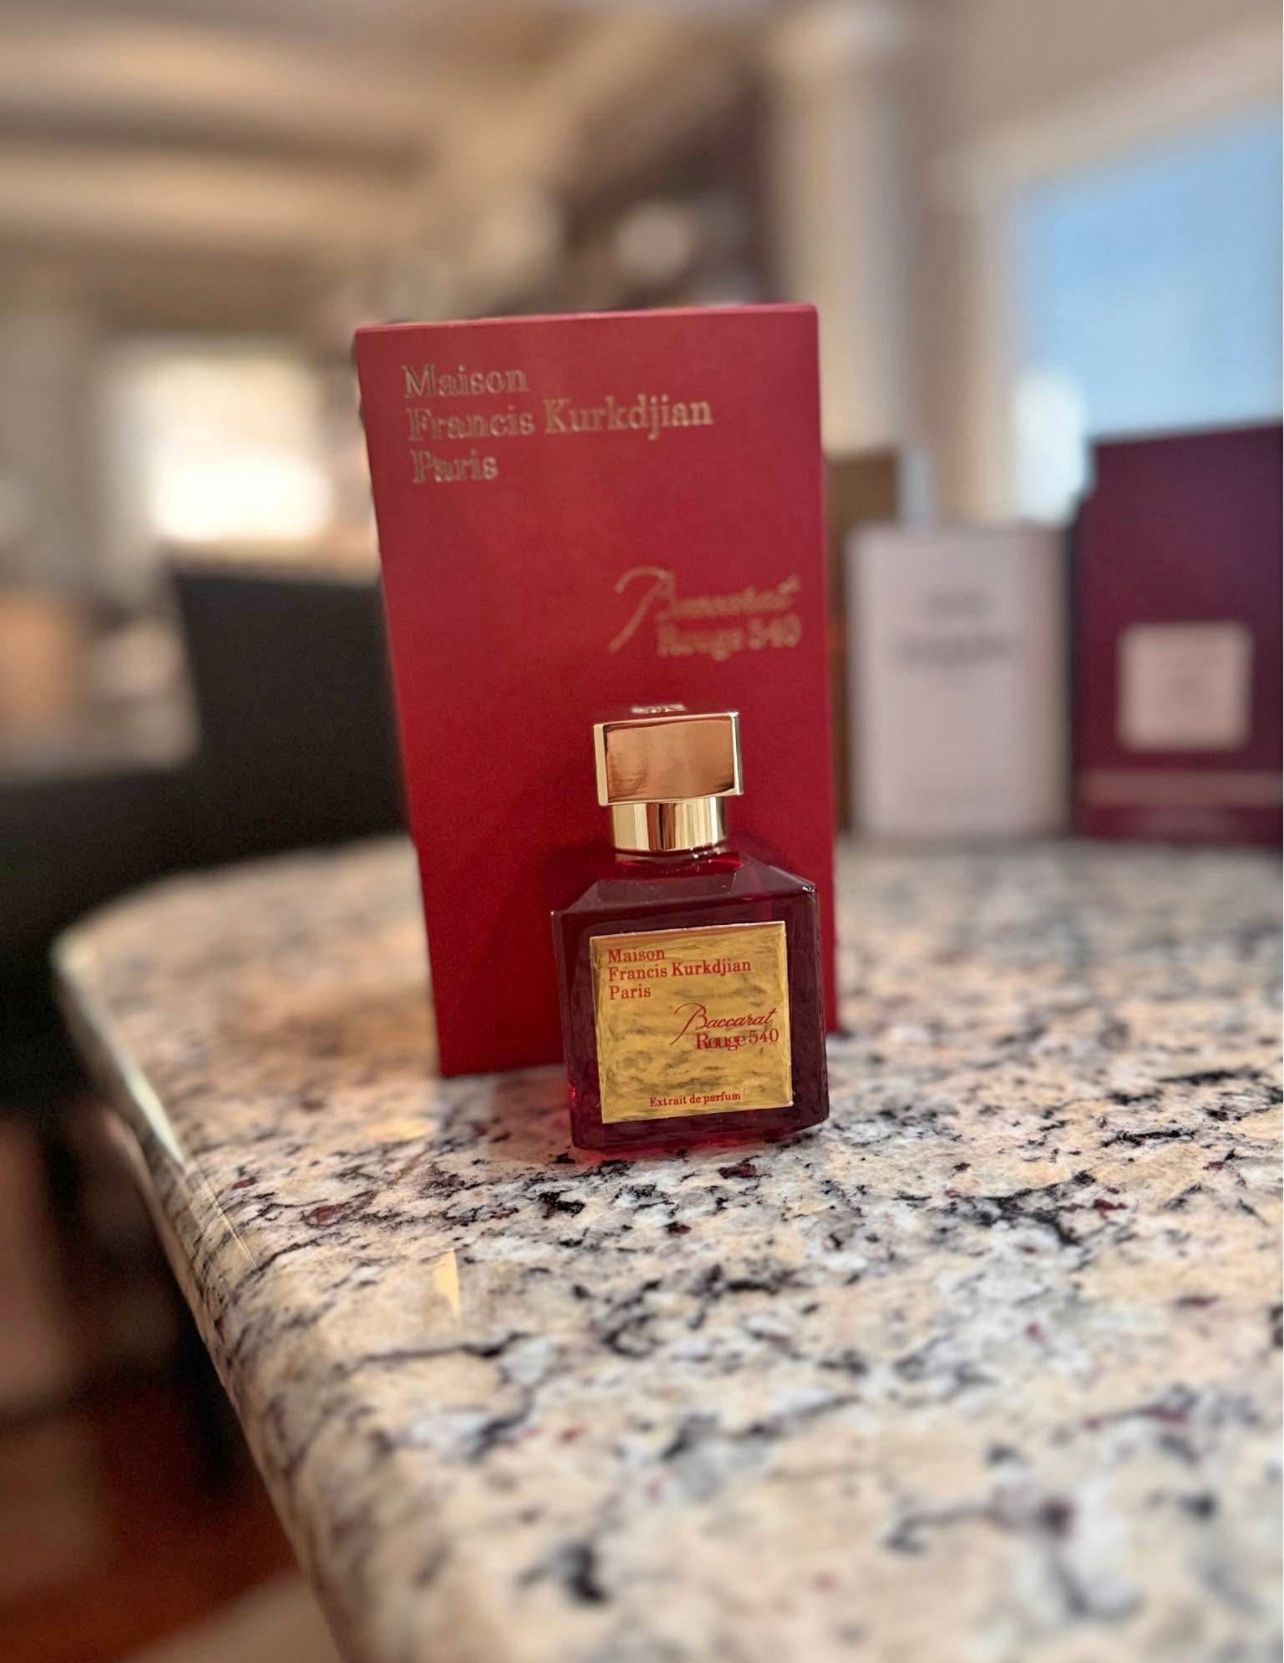 Maison
Francis Kurkdjian
Paris
Baccarat
Rouge 540
Maison
Francis Kurkdjian
Paris
Baccarat
Rouge 540
Extrait de parfum